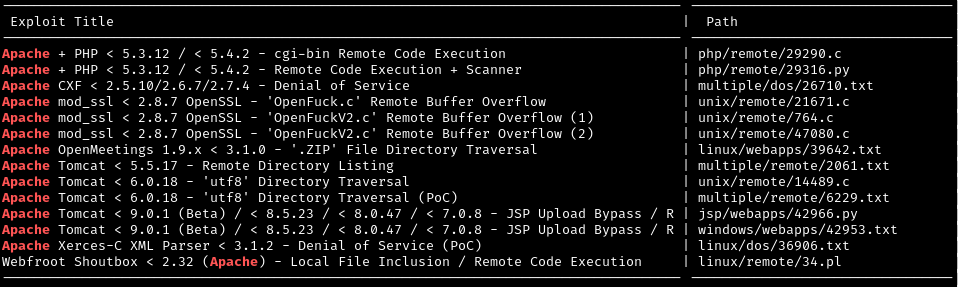 Exploit Title | Path
Apache + PHP < 5.3.12 / < 5.4.2 - cgi-bin Remote Code Execution | php/remote/29290.c
Apache + PHP < 5.3.12 / < 5.4.2 - Remote Code Execution + Scanner | php/remote/29316.py
Apache CXF < 2.5.10/2.6.7/2.7.4 - Denial of Service | multiple/dos/26710.txt
Apache mod_ssl < 2.8.7 OpenSSL - 'OpenFuck.c' Remote Buffer Overflow | unix/remote/21671.c
Apache mod_ssl < 2.8.7 OpenSSL - 'OpenFuckV2.c' Remote Buffer Overflow (1) | unix/remote/764.c
Apache mod_ssl < 2.8.7 OpenSSL - 'OpenFuckV2.c' Remote Buffer Overflow (2) | unix/remote/47080.c
Apache OpenMeetings 1.9.x < 3.1.0 - '.ZIP' File Directory Traversal | linux/webapps/39642.txt
Apache Tomcat < 5.5.17 - Remote Directory Listing | multiple/remote/2061.txt
Apache Tomcat < 6.0.18 - 'utf8' Directory Traversal | unix/remote/14489.c
Apache Tomcat < 6.0.18 - 'utf8' Directory Traversal (PoC) | multiple/remote/6229.txt
Apache Tomcat < 9.0.1 (Beta) / < 8.5.23 / < 8.0.47 / < 7.0.8 - JSP Upload Bypass / R | jsp/webapps/42966.py
Apache Tomcat < 9.0.1 (Beta) / < 8.5.23 / < 8.0.47 / < 7.0.8 - JSP Upload Bypass / R | windows/webapps/42953.txt
Apache Xerces-C XML Parser < 3.1.2 - Denial of Service (PoC) | linux/dos/36906.txt
Webfroot Shoutbox < 2.32 (Apache) - Local File Inclusion / Remote Code Execution | linux/remote/34.pl